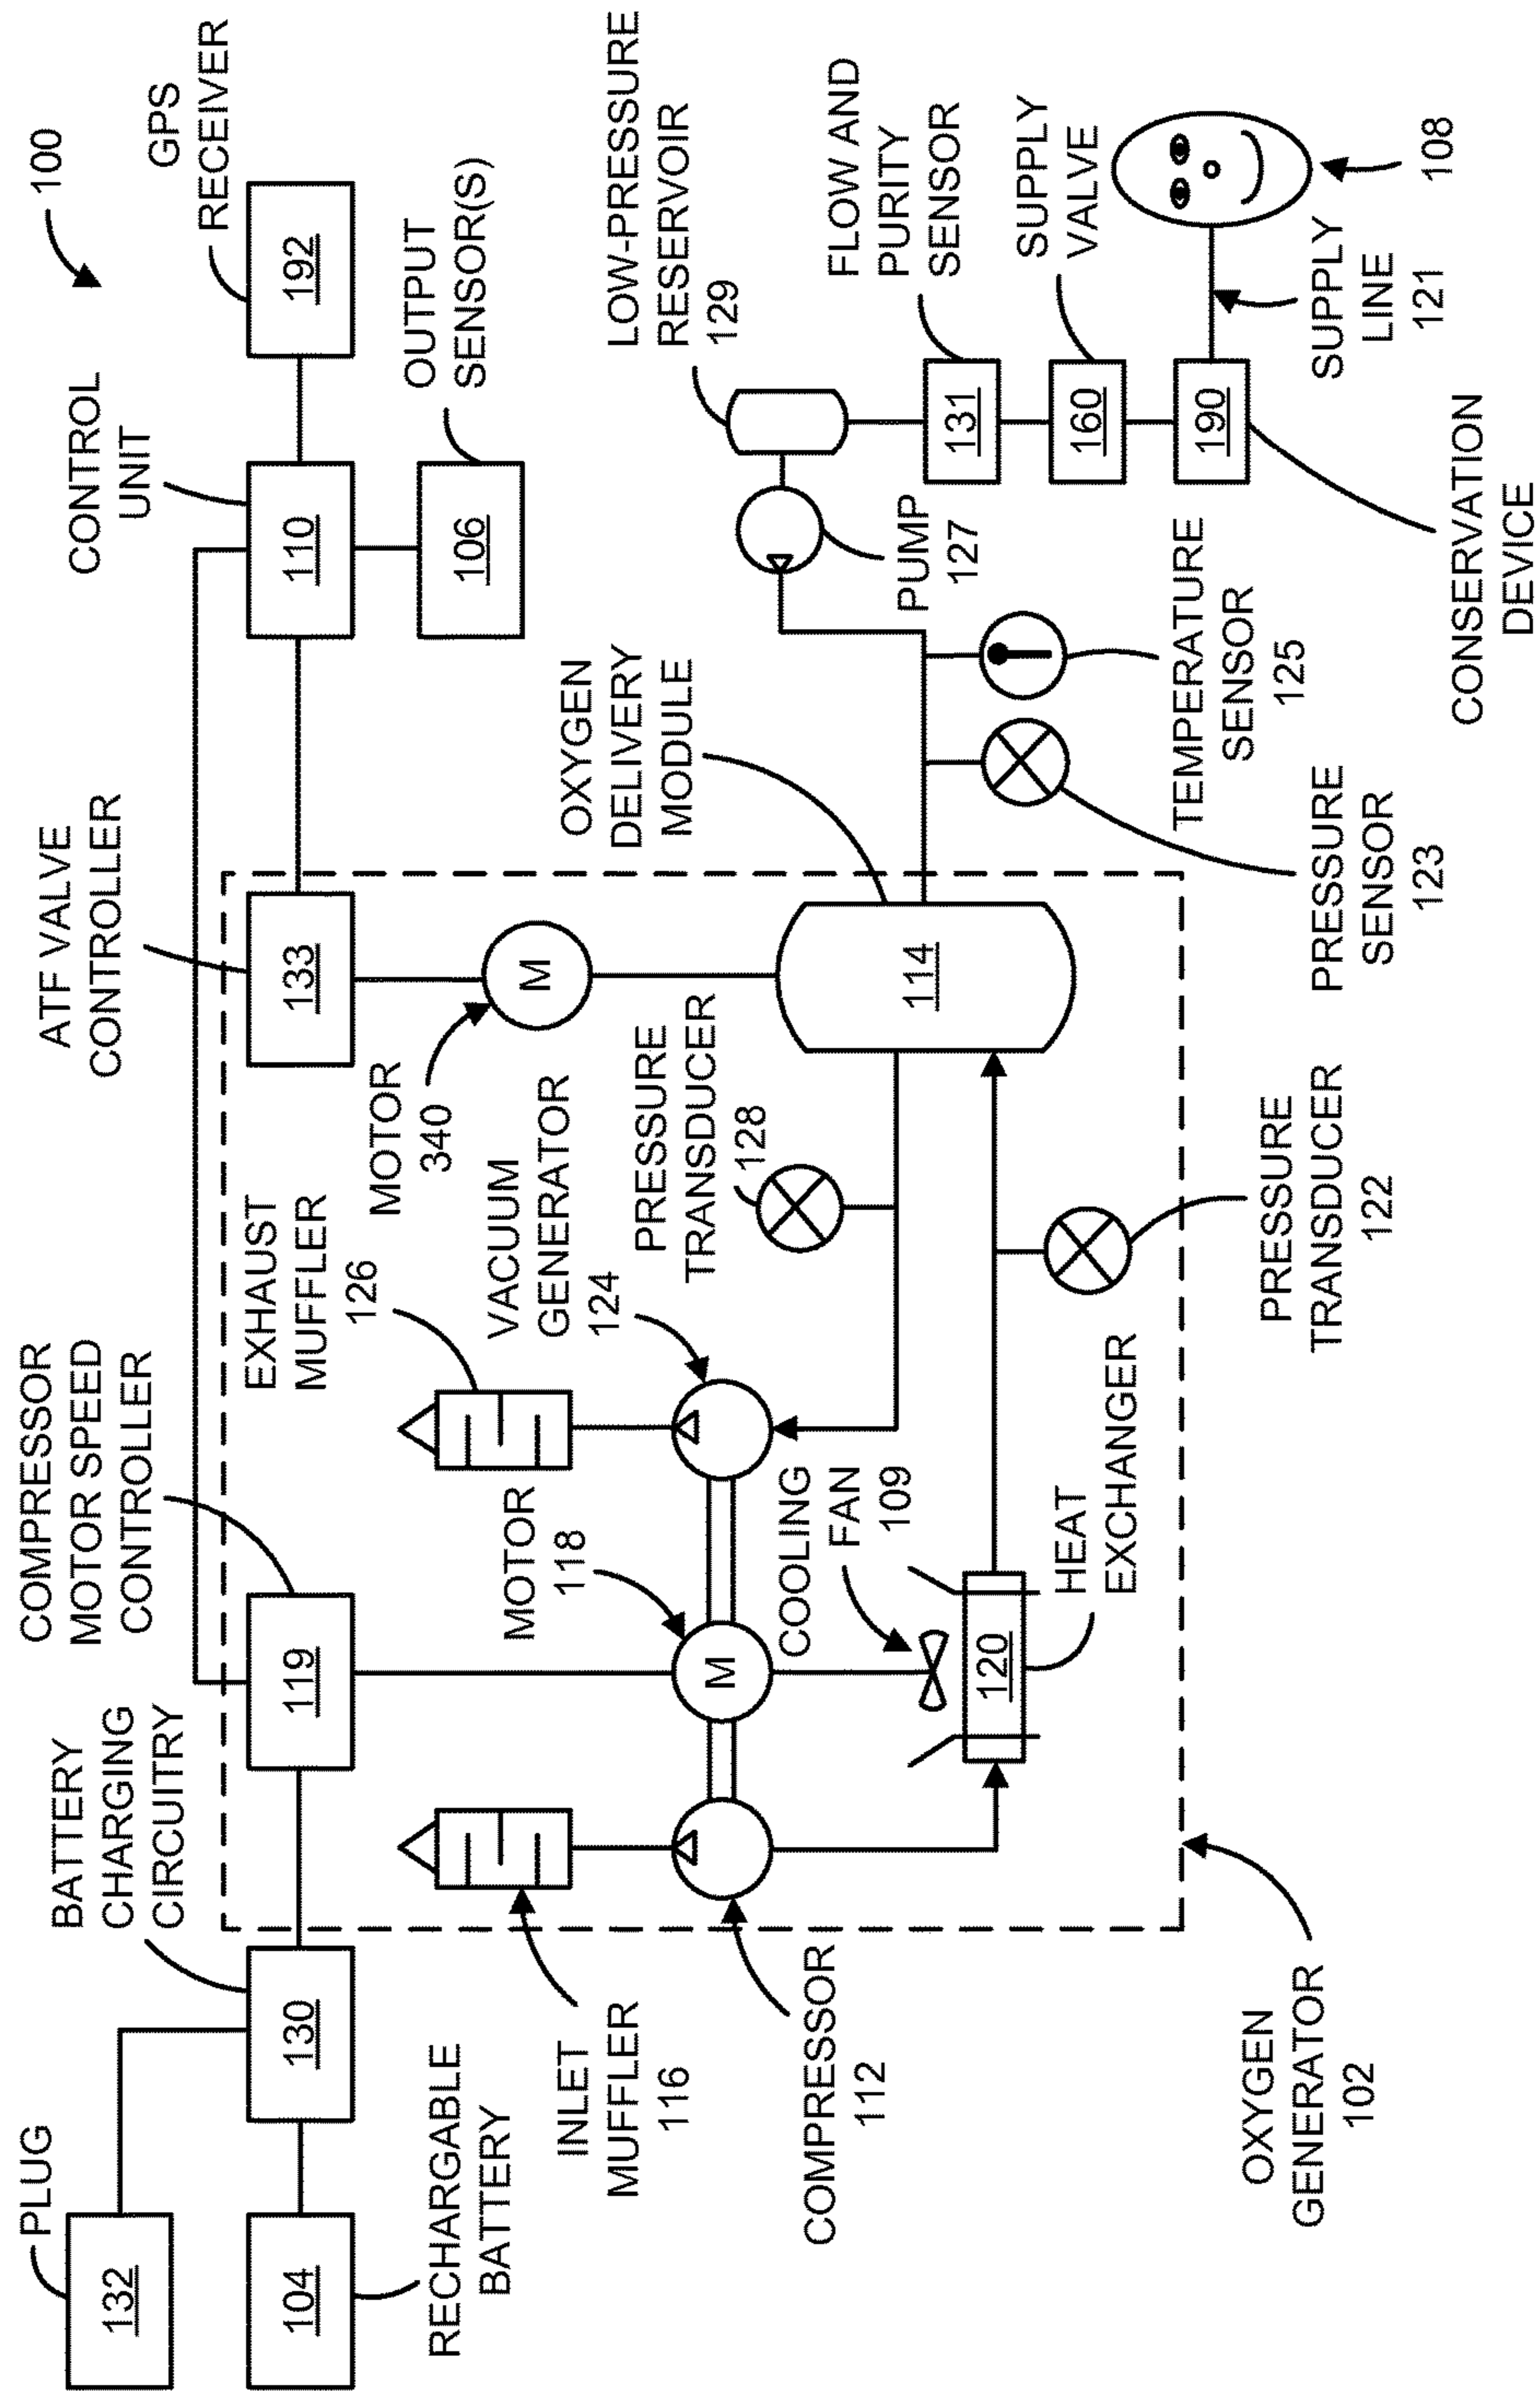 100
PLUG
132
RECHARGABLE
BATTERY
104
BATTERY
CHARGING
CIRCUITRY
130
COMPRESSOR
MOTOR SPEED
CONTROLLER
119
ATF VALVE
CONTROLLER
133
CONTROL
UNIT
110
GPS
RECEIVER
192
OUTPUT
SENSOR(S)
106
INLET
MUFFLER
116
COMPRESSOR
112
MOTOR
118
M
EXHAUST
MUFFLER
126
VACUUM
GENERATOR
124
MOTOR
340
M
PRESSURE
TRANSDUCER
128
COOLING
FAN
109
120
HEAT
EXCHANGER
OXYGEN
DELIVERY
MODULE
114
PRESSURE
TRANSDUCER
122
OXYGEN
GENERATOR
102
PRESSURE
SENSOR
123
TEMPERATURE
SENSOR
125
PUMP
127
LOW-PRESSURE
RESERVOIR
129
FLOW AND
PURITY
SENSOR
131
SUPPLY
VALVE
160
190
CONSERVATION
DEVICE
SUPPLY
LINE
121
108